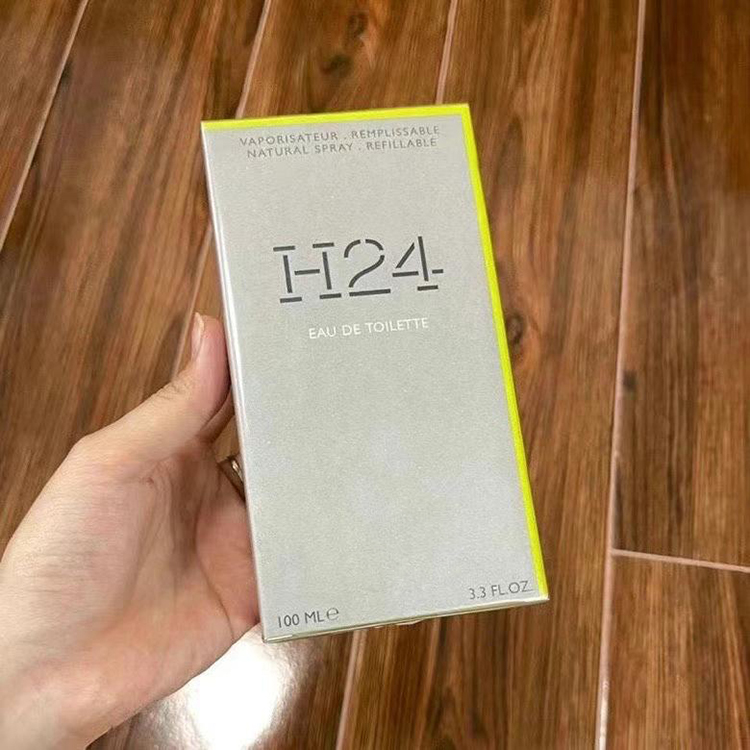 VAPORISATEUR . REMPLISSABLE
NATURAL SPRAY . REFILLABLE
H24
EAU DE TOILETTE
100 ML℮
3.3 FL.OZ.